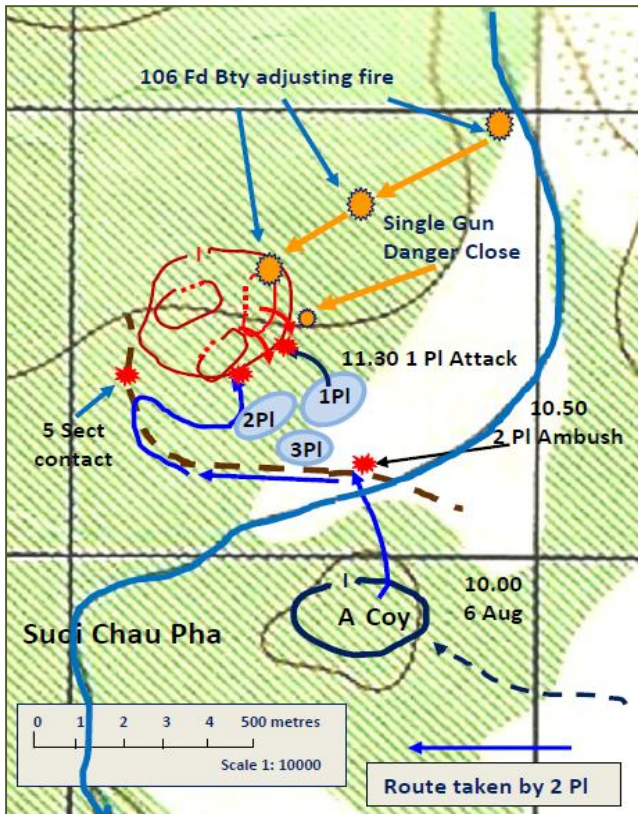 106 Fd Bty adjusting fire
Single Gun
Danger Close
I
11.30 1 Pl Attack
1Pl
2Pl
3Pl
10.50
2 Pl Ambush
5 Sect
contact
I
A Coy
10.00
6 Aug
Suoi Chau Pha
0 1 2 3 4 500 metres
Scale 1: 10000
Route taken by 2 Pl